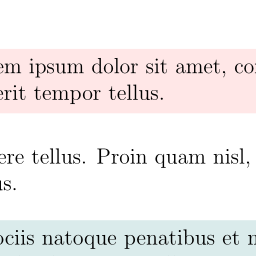 em ipsum dolor sit amet, co
erit tempor tellus.
ere tellus. Proin quam nisl,
us.
ociis natoque penatibus et